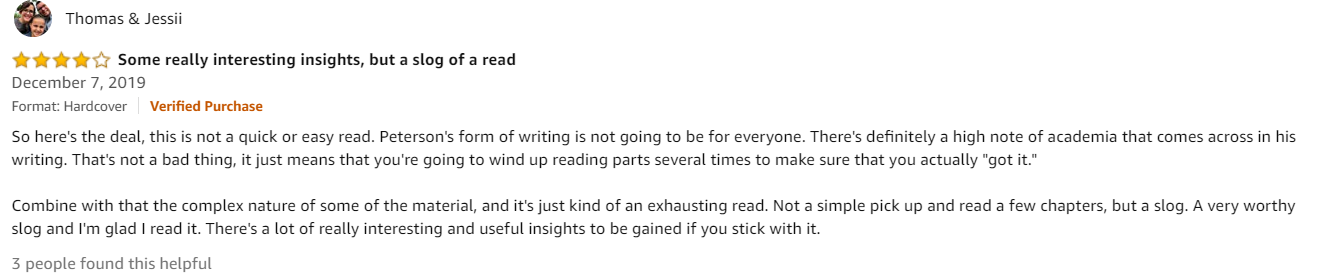 Thomas & Jessii
Some really interesting insights, but a slog of a read
December 7, 2019
Format: Hardcover Verified Purchase
So here's the deal, this is not a quick or easy read. Peterson's form of writing is not going to be for everyone. There's definitely a high note of academia that comes across in his
writing. That's not a bad thing, it just means that you're going to wind up reading parts several times to make sure that you actually "got it."
Combine with that the complex nature of some of the material, and it's just kind of an exhausting read. Not a simple pick up and read a few chapters, but a slog. A very worthy
slog and I'm glad I read it. There's a lot of really interesting and useful insights to be gained if you stick with it.
3 people found this helpful